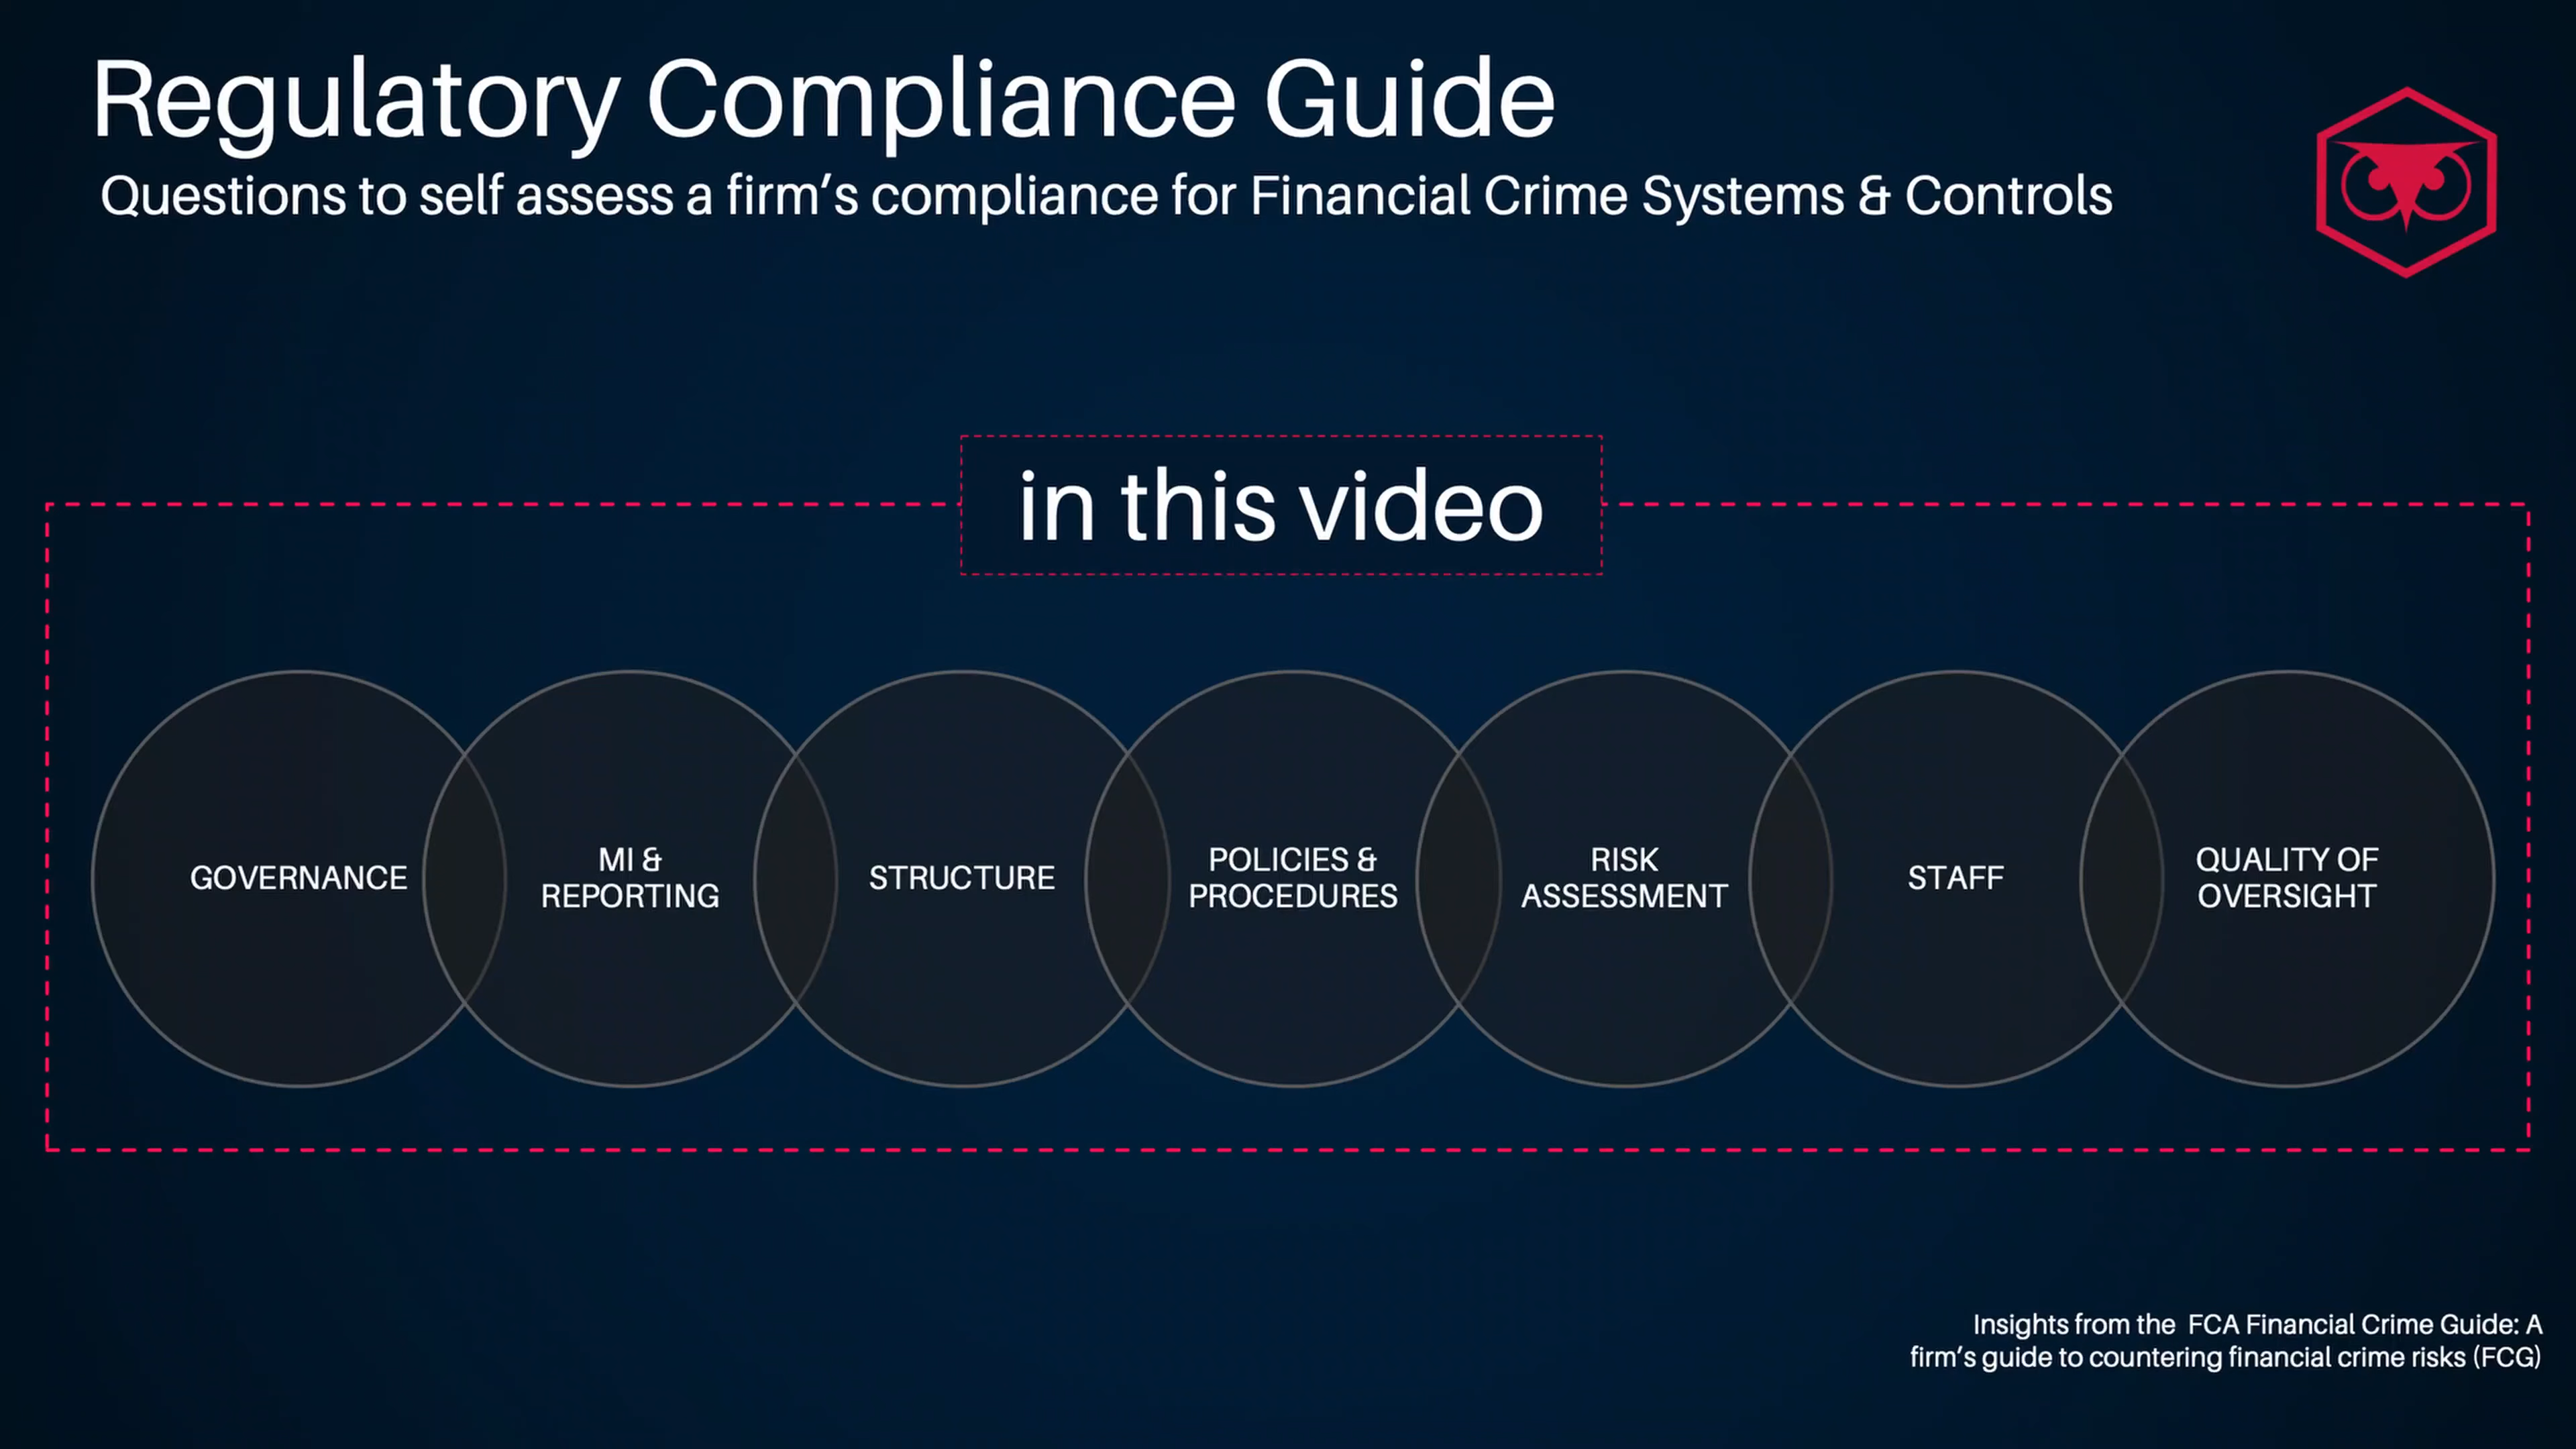 Regulatory Compliance Guide
Questions to self assess a firm’s compliance for Financial Crime Systems & Controls
in this video
GOVERNANCE
MI &
REPORTING
STRUCTURE
POLICIES &
PROCEDURES
RISK
ASSESSMENT
STAFF
QUALITY OF
OVERSIGHT
Insights from the FCA Financial Crime Guide: A
firm’s guide to countering financial crime risks (FCG)